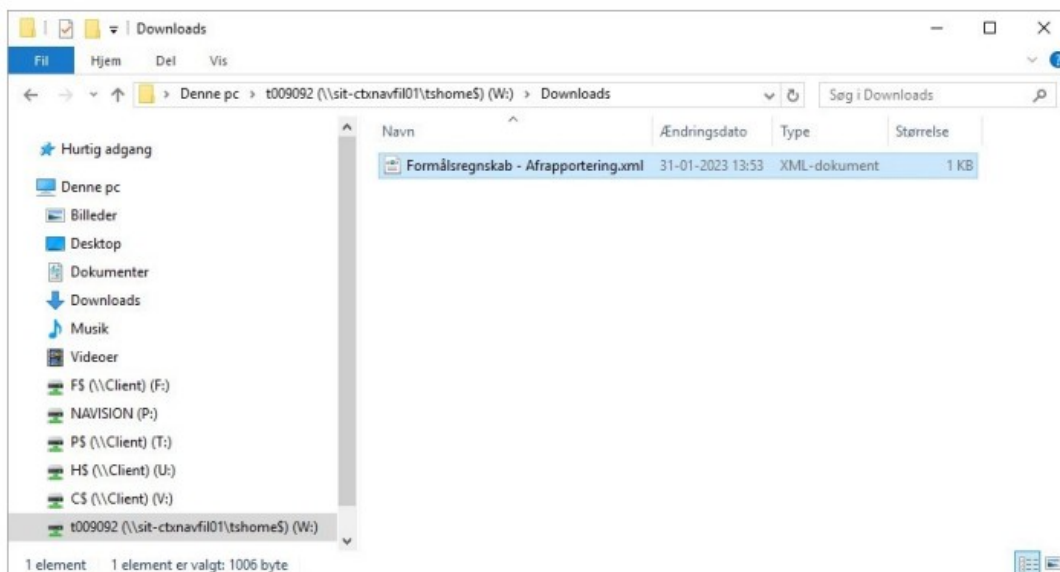 Downloads
Fil Hjem Del Vis
Denne pc > t009092 (\\sit-ctxnavfil01\tshome$) (W:) > Downloads
Søg i Downloads
Navn Ændringsdato Type Størrelse
Formålsregnskab - Afrapportering.xml 31-01-2023 13:53 XML-dokument 1 KB
Hurtig adgang
Denne pc
Billeder
Desktop
Dokumenter
Downloads
Musik
Videoer
F$ (\\Client) (F:)
NAVISION (P:)
P$ (\\Client) (T:)
H$ (\\Client) (U:)
C$ (\\Client) (V:)
t009092 (\\sit-ctxnavfil01\tshome$) (W:)
1 element 1 element er valgt: 1006 byte